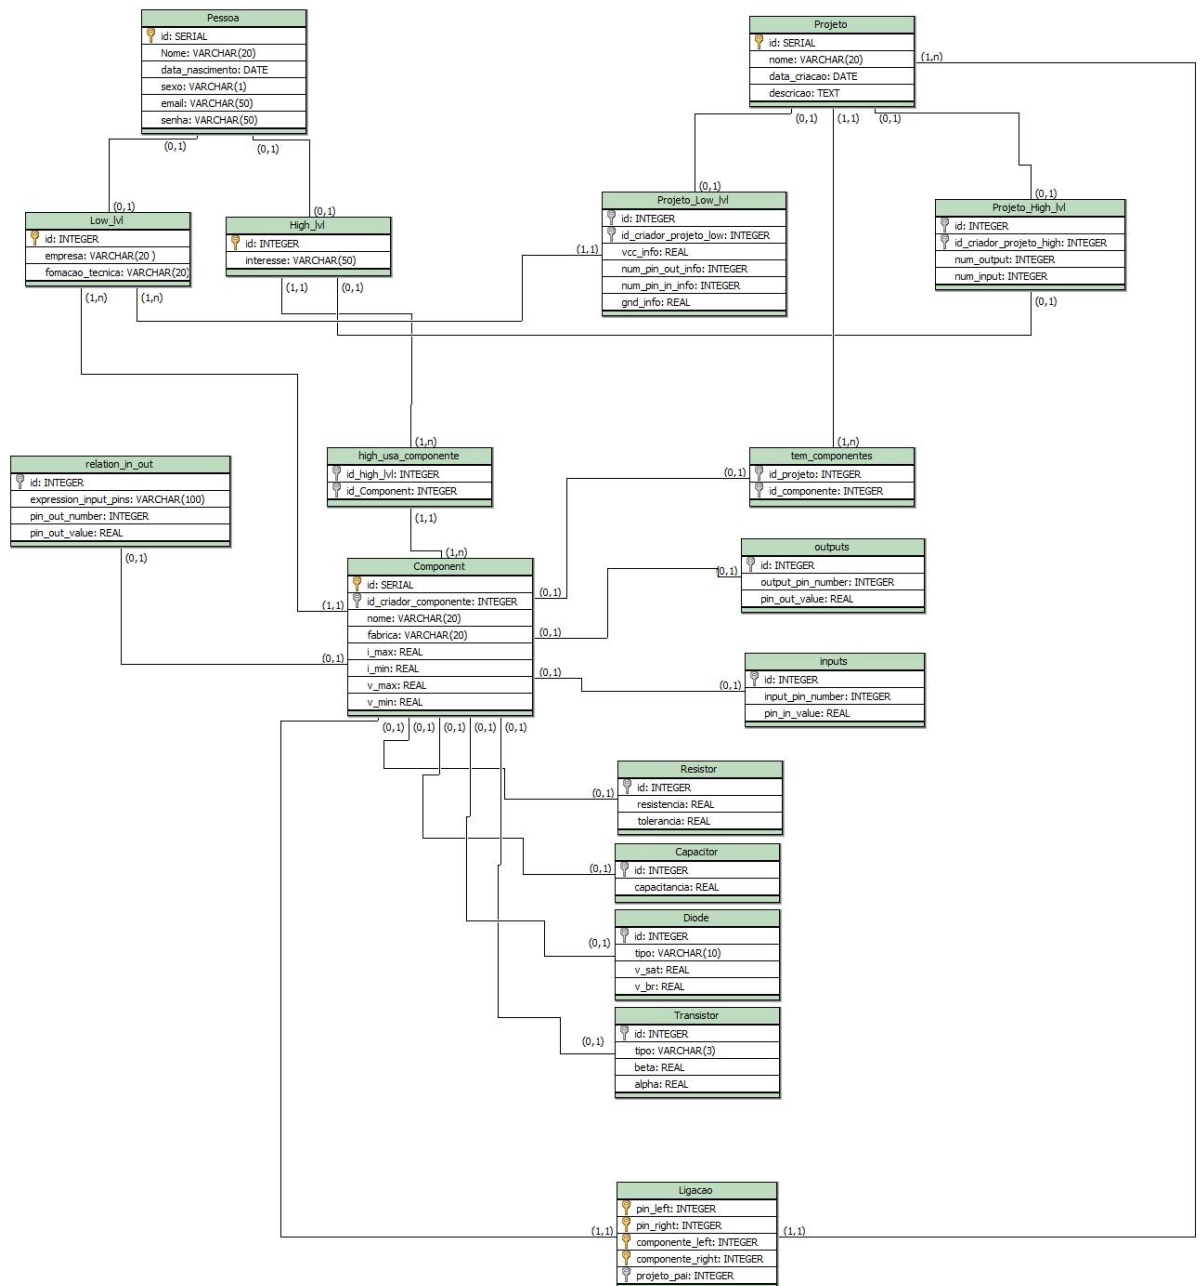 Pessoa
id: SERIAL
Nome: VARCHAR(20)
data_nascimento: DATE
sexo: VARCHAR(1)
email: VARCHAR(50)
senha: VARCHAR(50)
(0,1)
(0,1)
Projeto
id: SERIAL
nome: VARCHAR(20)
data_criacao: DATE
descricao: TEXT
(1,n)
(0,1)
(1,1)
(0,1)
(0,1)
Low_lvl
id: INTEGER
empresa: VARCHAR(20 )
fomacao_tecnica: VARCHAR(20)
(1,n)
(1,n)
(0,1)
High_lvl
id: INTEGER
interesse: VARCHAR(50)
(1,1)
(0,1)
(0,1)
Projeto_Low_lvl
id: INTEGER
id_criador_projeto_low: INTEGER
vcc_info: REAL
num_pin_out_info: INTEGER
num_pin_in_info: INTEGER
gnd_info: REAL
(1,1)
(0,1)
Projeto_High_lvl
id: INTEGER
id_criador_projeto_high: INTEGER
num_output: INTEGER
num_input: INTEGER
(0,1)
relation_in_out
id: INTEGER
expression_input_pins: VARCHAR(100)
pin_out_number: INTEGER
pin_out_value: REAL
(0,1)
(1,n)
high_usa_componente
id_high_lvl: INTEGER
id_Component: INTEGER
(1,1)
(1,n)
tem_componentes
id_projeto: INTEGER
id_componente: INTEGER
(0,1)
(1,n)
Component
id: SERIAL
id_criador_componente: INTEGER
nome: VARCHAR(20)
fabrica: VARCHAR(20)
i_max: REAL
i_min: REAL
v_max: REAL
v_min: REAL
(1,1)
(0,1)
(0,1)
(0,1)
(0,1)
(0,1)
(0,1)
(0,1)
(0,1)
(0,1)
outputs
id: INTEGER
output_pin_number: INTEGER
pin_out_value: REAL
(0,1)
inputs
id: INTEGER
input_pin_number: INTEGER
pin_in_value: REAL
(0,1)
Resistor
id: INTEGER
resistencia: REAL
tolerancia: REAL
(0,1)
Capacitor
id: INTEGER
capacitancia: REAL
(0,1)
Diode
id: INTEGER
tipo: VARCHAR(10)
v_sat: REAL
v_br: REAL
(0,1)
Transistor
id: INTEGER
tipo: VARCHAR(3)
beta: REAL
alpha: REAL
(0,1)
Ligacao
pin_left: INTEGER
pin_right: INTEGER
componente_left: INTEGER
componente_right: INTEGER
projeto_pai: INTEGER
(1,1)
(1,1)